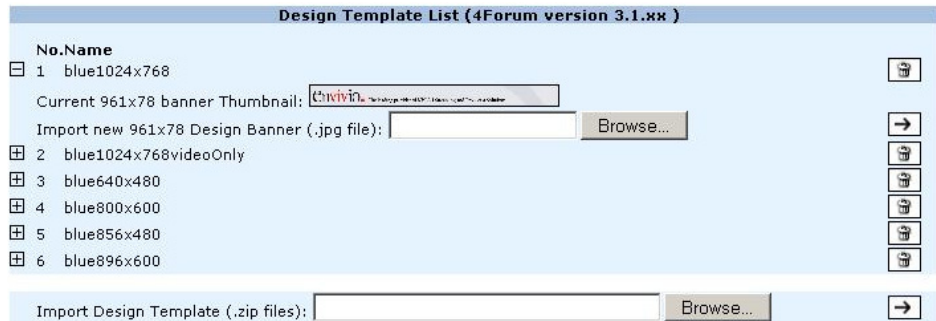 Design Template List (4Forum version 3.1.xx )
No.Name
1 blue1024x768
Current 961x78 banner Thumbnail: envivio
Import new 961x78 Design Banner (.jpg file): Browse...
2 blue1024x768videoOnly
3 blue640x480
4 blue800x600
5 blue856x480
6 blue896x600
Import Design Template (.zip files): Browse...